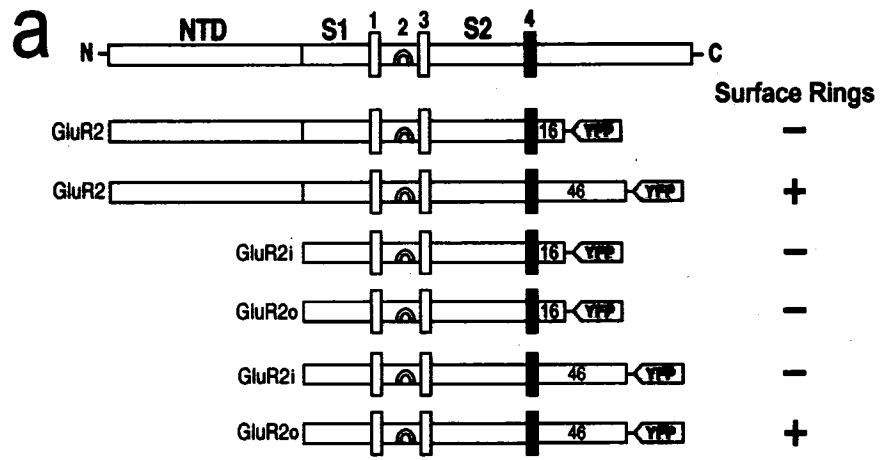 a
NTD S1 1 2 3 S2 4
N C
Surface Rings
GluR2 16 YFP −
GluR2 46 YFP +
GluR2i 16 YFP −
GluR2o 16 YFP −
GluR2i 46 YFP −
GluR2o 46 YFP +